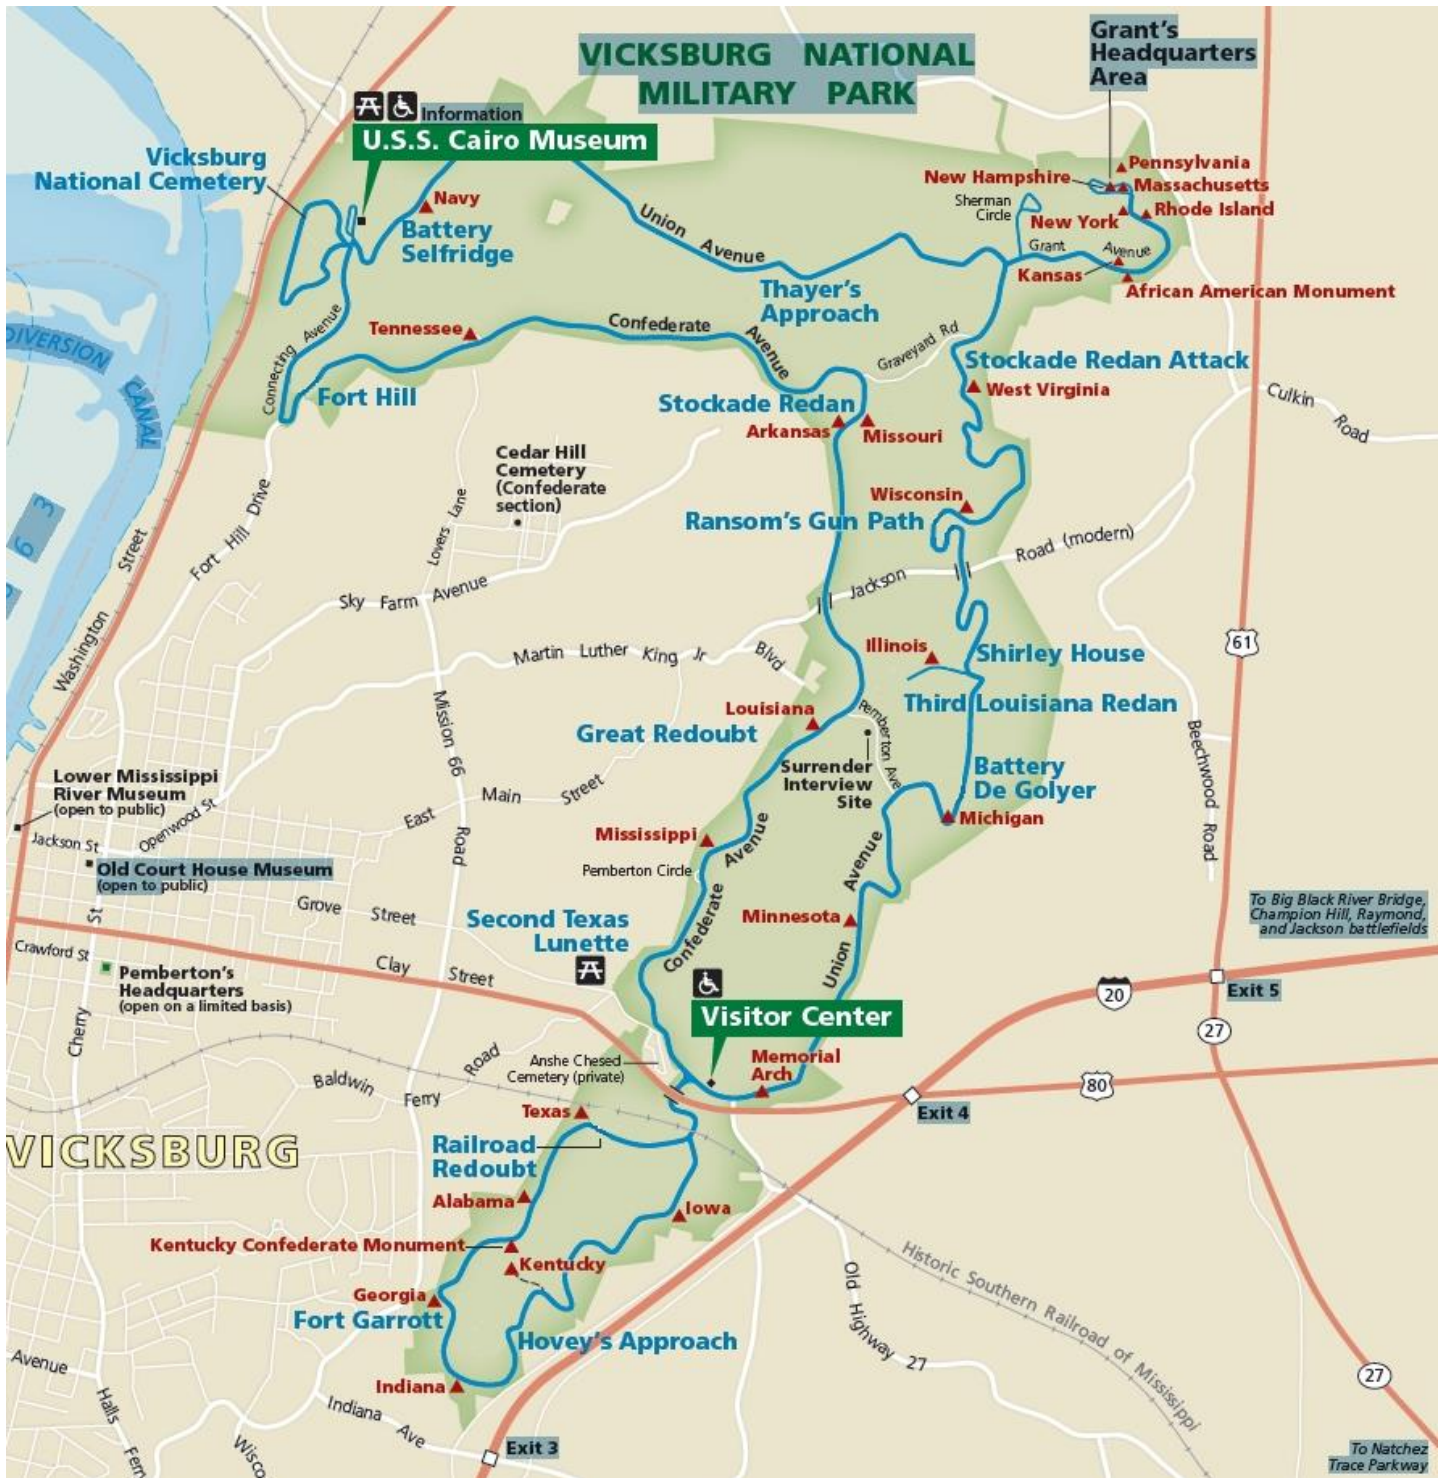 VICKSBURG NATIONAL
MILITARY PARK
Grant's
Headquarters
Area
Information
U.S.S. Cairo Museum
Vicksburg
National Cemetery
Navy
Battery
Selfridge
Union Avenue
Pennsylvania
New Hampshire
Massachusetts
Sherman
Circle
New York
Rhode Island
Grant Avenue
Kansas
African American Monument
Thayer's
Approach
Tennessee
Confederate Avenue
Graveyard Rd
Connecting Avenue
DIVERSION
CANAL
Fort Hill
Stockade Redan Attack
West Virginia
Stockade Redan
Arkansas
Missouri
Culkin Road
Cedar Hill
Cemetery
(Confederate
section)
Wisconsin
Ransom's Gun Path
Fort Hill Drive
Lovers Lane
Washington Street
Sky Farm Avenue
Jackson Road (modern)
Martin Luther King Jr Blvd
Illinois
Shirley House
61
Third Louisiana Redan
Louisiana
Great Redoubt
Pemberton Ave
Surrender
Interview
Site
Battery
De Golyer
Michigan
Beechwood Road
Mission 66 Road
Lower Mississippi
River Museum
(open to public)
Jackson St
Openwood St
East Main Street
Mississippi
Pemberton Circle
Confederate Avenue
Union Avenue
Old Court House Museum
(open to public)
Grove Street
Second Texas
Lunette
Minnesota
To Big Black River Bridge,
Champion Hill, Raymond,
and Jackson battlefields
Crawford St
Clay Street
Pemberton's
Headquarters
(open on a limited basis)
Cherry St
Visitor Center
20
Exit 5
27
Anshe Chesed
Cemetery (private)
Memorial
Arch
Baldwin Ferry Road
80
Exit 4
Texas
VICKSBURG
Railroad
Redoubt
Alabama
Iowa
Kentucky Confederate Monument
Kentucky
Georgia
Fort Garrott
Hovey's Approach
Old Highway 27
Historic Southern Railroad of Mississippi
Avenue
Halls
Indiana
Indiana Ave
Exit 3
27
To Natchez
Trace Parkway